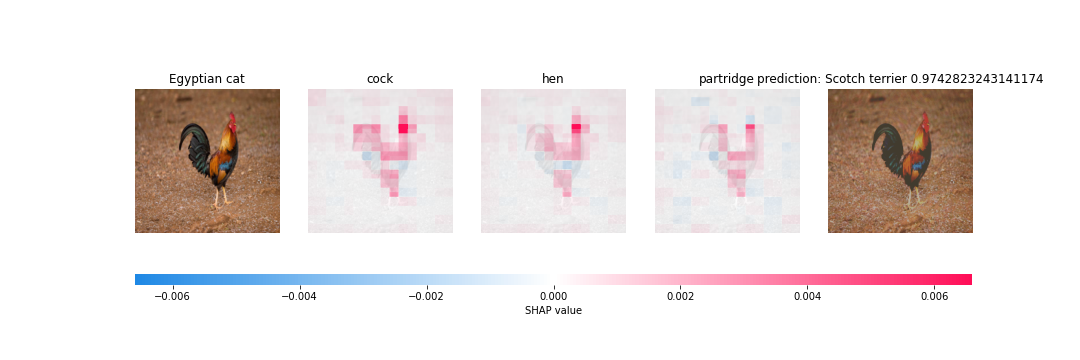 Egyptian cat
cock
hen
partridge
prediction: Scotch terrier 0.9742823243141174
−0.006 −0.004 −0.002 0.000 0.002 0.004 0.006
SHAP value